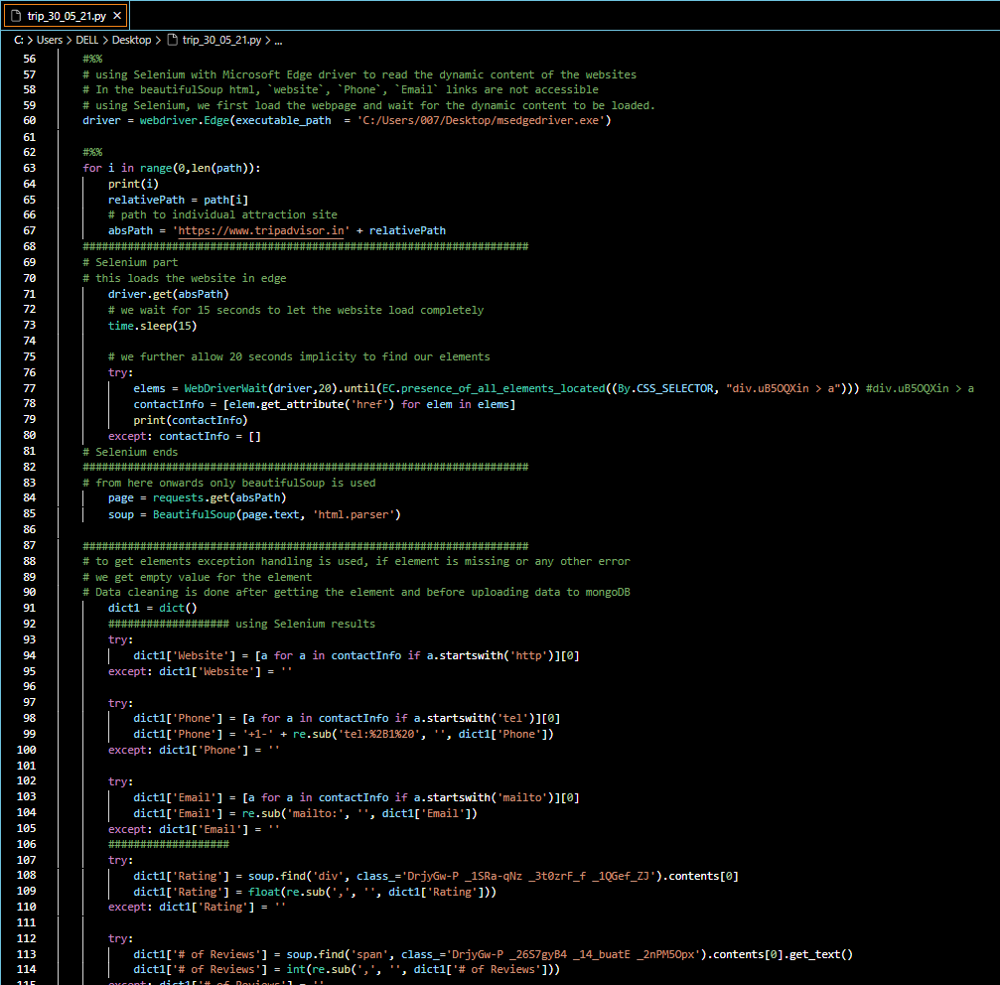 trip_30_05_21.py ×
C: > Users > DELL > Desktop > trip_30_05_21.py > ...
56 #%%
57 # using Selenium with Microsoft Edge driver to read the dynamic content of the websites
58 # In the beautifulSoup html, `website`, `Phone`, `Email` links are not accessible
59 # using Selenium, we first load the webpage and wait for the dynamic content to be loaded.
60 driver = webdriver.Edge(executable_path  = 'C:/Users/007/Desktop/msedgedriver.exe')
61
62 #%%
63 for i in range(0,len(path)):
64     print(i)
65     relativePath = path[i]
66     # path to individual attraction site
67     absPath = 'https://www.tripadvisor.in' + relativePath
68 ######################################################################
69 # Selenium part
70 # this loads the website in edge
71     driver.get(absPath)
72     # we wait for 15 seconds to let the website load completely
73     time.sleep(15)
74
75     # we further allow 20 seconds implicity to find our elements
76     try:
77         elems = WebDriverWait(driver,20).until(EC.presence_of_all_elements_located((By.CSS_SELECTOR, "div.uB5OQXin > a"))) #div.uB5OQXin > a
78         contactInfo = [elem.get_attribute('href') for elem in elems]
79         print(contactInfo)
80     except: contactInfo = []
81 # Selenium ends
82 ######################################################################
83 # from here onwards only beautifulSoup is used
84     page = requests.get(absPath)
85     soup = BeautifulSoup(page.text, 'html.parser')
86
87 ######################################################################
88 # to get elements exception handling is used, if element is missing or any other error
89 # we get empty value for the element
90 # Data cleaning is done after getting the element and before uploading data to mongoDB
91     dict1 = dict()
92     ################### using Selenium results
93     try:
94         dict1['Website'] = [a for a in contactInfo if a.startswith('http')][0]
95     except: dict1['Website'] = ''
96
97     try:
98         dict1['Phone'] = [a for a in contactInfo if a.startswith('tel')][0]
99         dict1['Phone'] = '+1-' + re.sub('tel:%2B1%20', '', dict1['Phone'])
100     except: dict1['Phone'] = ''
101
102     try:
103         dict1['Email'] = [a for a in contactInfo if a.startswith('mailto')][0]
104         dict1['Email'] = re.sub('mailto:', '', dict1['Email'])
105     except: dict1['Email'] = ''
106     ###################
107     try:
108         dict1['Rating'] = soup.find('div', class_='DrjyGw-P _1SRa-qNz _3t0zrF_f _1QGef_ZJ').contents[0]
109         dict1['Rating'] = float(re.sub(',', '', dict1['Rating']))
110     except: dict1['Rating'] = ''
111
112     try:
113         dict1['# of Reviews'] = soup.find('span', class_='DrjyGw-P _26S7gyB4 _14_buatE _2nPM5Opx').contents[0].get_text()
114         dict1['# of Reviews'] = int(re.sub(',', '', dict1['# of Reviews']))
115     except: dict1['# of Reviews'] = ''